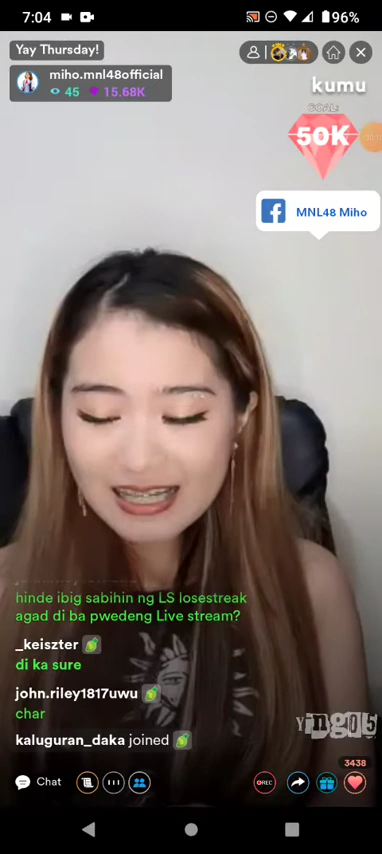 7:04
96%
Yay Thursday!
miho.mnl48official
45 15.68K
kumu
GOAL:
50K
MNL48 Miho
hinde ibig sabihin ng LS losestreak
agad di ba pwedeng Live stream?
_keiszter
di ka sure
john.riley1817uwu
char
kaluguran_daka joined
Yingo5
3438
Chat
REC